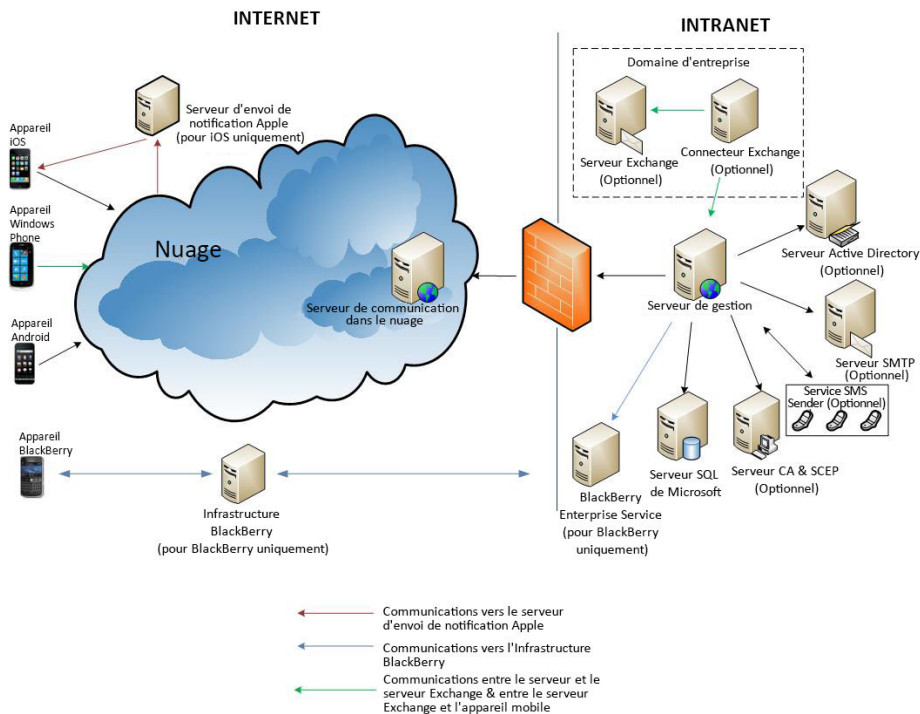 INTERNET
INTRANET
Domaine d'entreprise
Serveur d'envoi de
notification Apple
(pour iOS uniquement)
Appareil
iOS
Serveur Exchange
(Optionnel)
Connecteur Exchange
(Optionnel)
Appareil
Windows
Phone
Nuage
Serveur de communication
dans le nuage
Serveur de gestion
Serveur Active Directory
(Optionnel)
Appareil
Android
Serveur SMTP
(Optionnel)
Service SMS
Sender (Optionnel)
Appareil
BlackBerry
Infrastructure
BlackBerry
(pour BlackBerry uniquement)
BlackBerry
Enterprise Service
(pour BlackBerry
uniquement)
Serveur SQL
de Microsoft
Serveur CA & SCEP
(Optionnel)
Communications vers le serveur
d'envoi de notification Apple
Communications vers l'Infrastructure
BlackBerry
Communications entre le serveur et le
serveur Exchange & entre le serveur
Exchange et l'appareil mobile